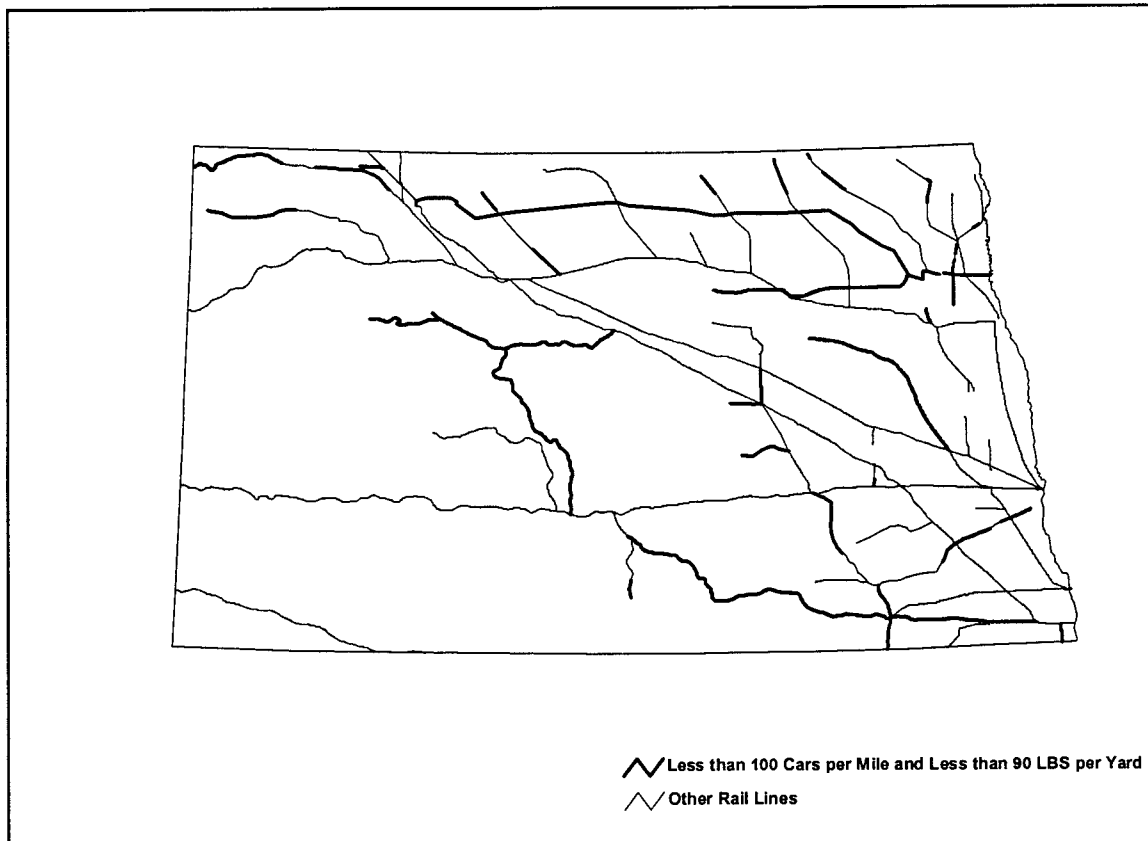 Less than 100 Cars per Mile and Less than 90 LBS per Yard
Other Rail Lines